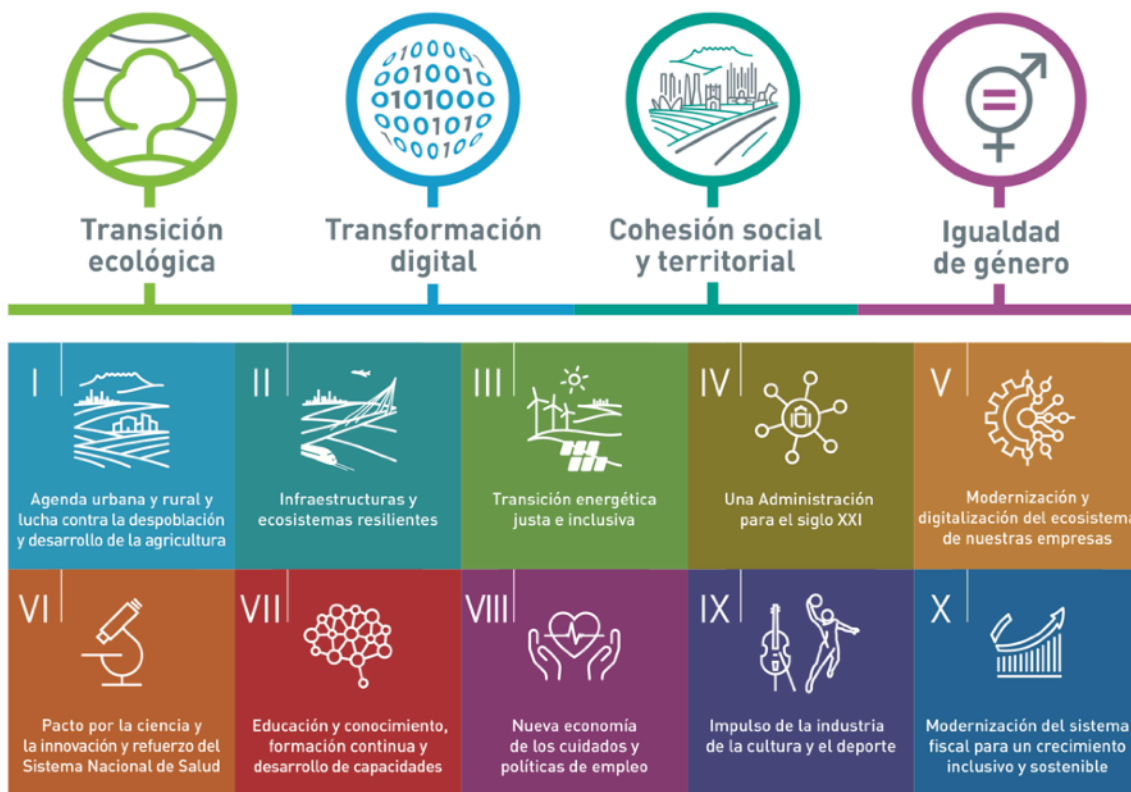 10000
001001
010100
000101
10001
Transición
ecológica
Transformación
digital
Cohesión social
y territorial
Igualdad
de género
I
Agenda urbana y rural y
lucha contra la despoblación
y desarrollo de la agricultura
II
Infraestructuras y
ecosistemas resilientes
III
Transición energética
justa e inclusiva
IV
Una Administración
para el siglo XXI
V
Modernización y
digitalización del ecosistema
de nuestras empresas
VI
Pacto por la ciencia y
la innovación y refuerzo del
Sistema Nacional de Salud
VII
Educación y conocimiento,
formación continua y
desarrollo de capacidades
VIII
Nueva economía
de los cuidados y
políticas de empleo
IX
Impulso de la industria
de la cultura y el deporte
X
Modernización del sistema
fiscal para un crecimiento
inclusivo y sostenible